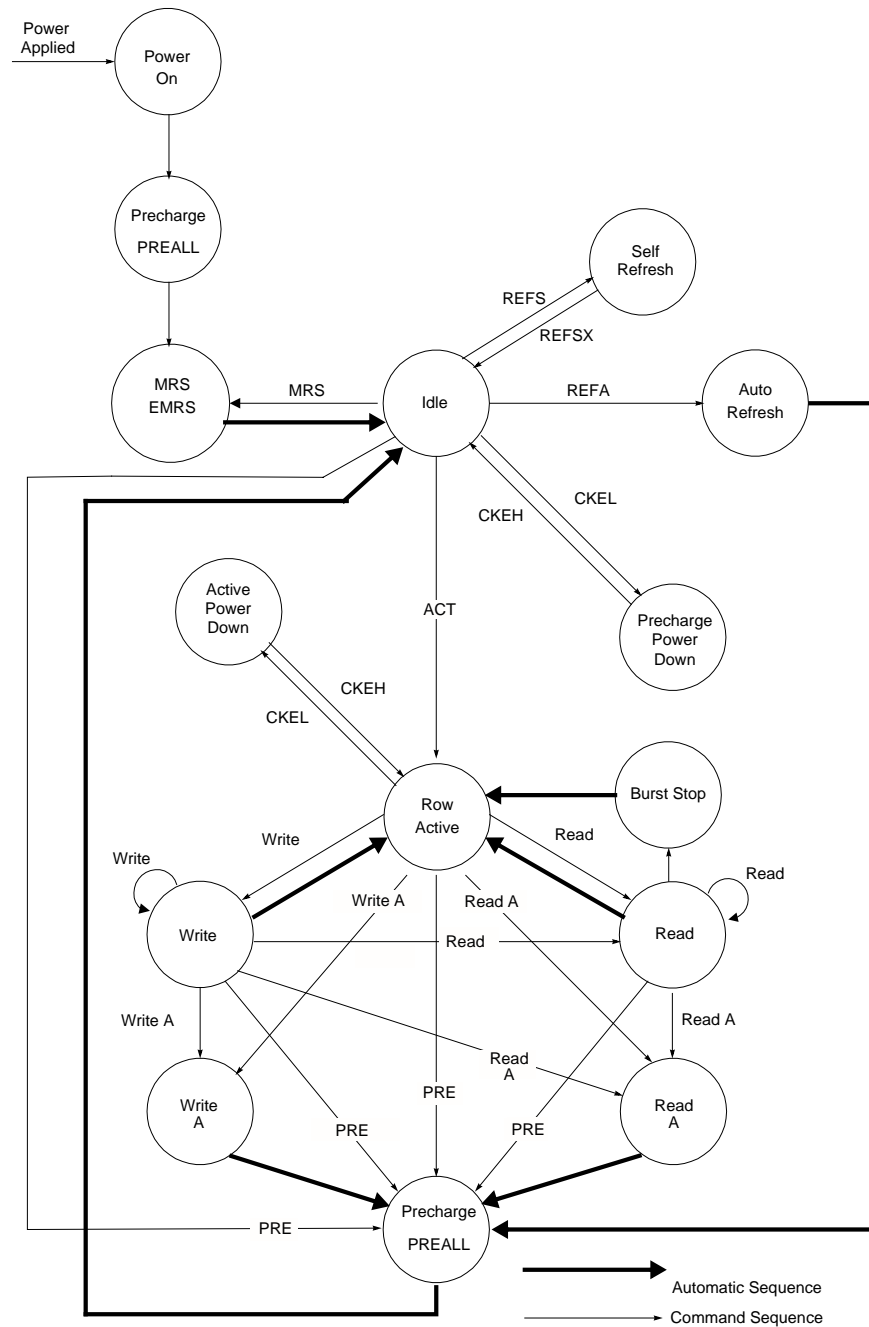 Power
Applied
Power
On
Precharge
PREALL
Self
Refresh
REFS
REFSX
MRS
EMRS
MRS
Idle
REFA
Auto
Refresh
CKEL
CKEH
Active
Power
Down
ACT
Precharge
Power
Down
CKEH
CKEL
Row
Active
Burst Stop
Write
Read
Write
Read
Write A
Read A
Write
Read
Read
Write A
Read A
Read
A
Write
A
PRE
Read
A
PRE
PRE
Precharge
PREALL
PRE
Automatic Sequence
Command Sequence